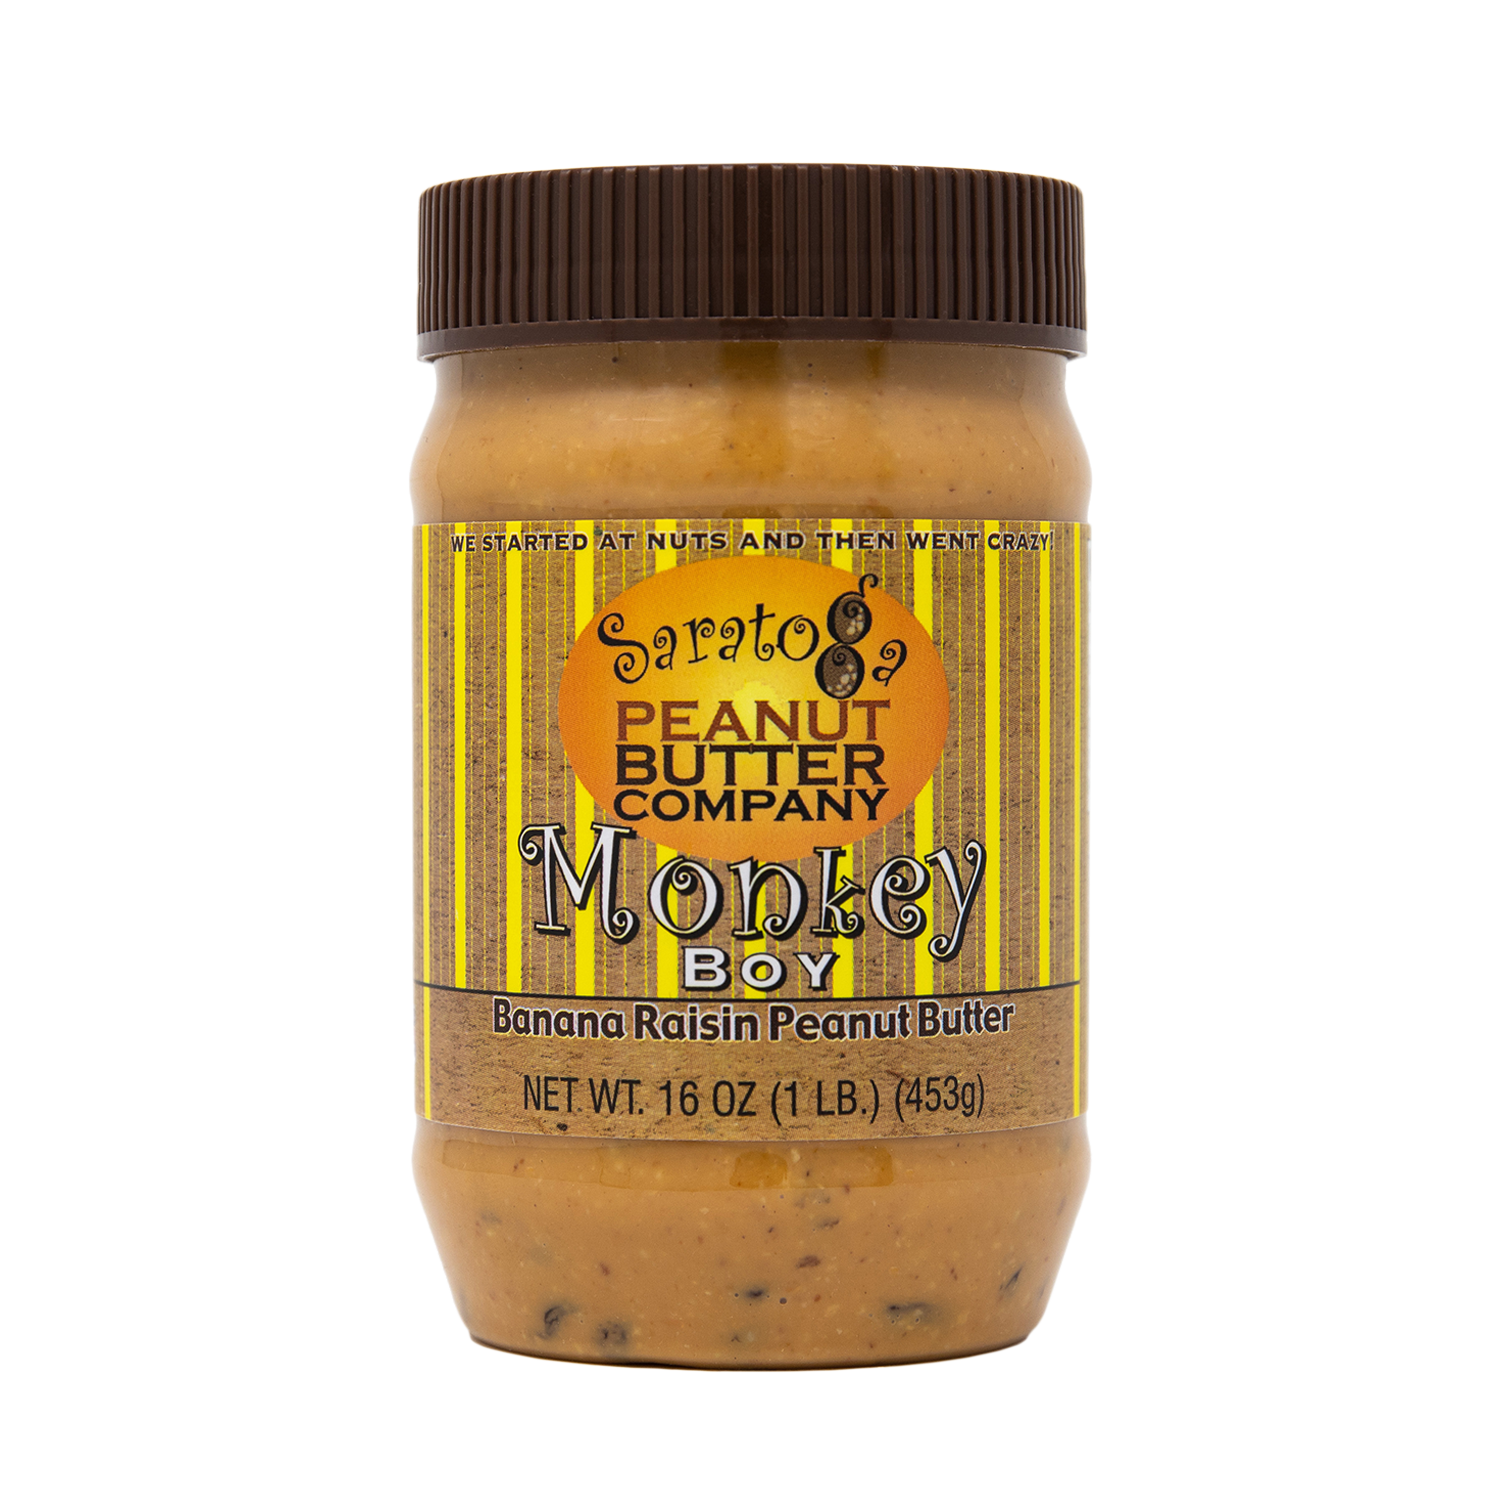 WE STARTED AT NUTS AND THEN WENT CRAZY!
Saratoga
PEANUT
BUTTER
COMPANY
Monkey
BOY
Banana Raisin Peanut Butter
NET WT. 16 OZ (1 LB.) (453g)